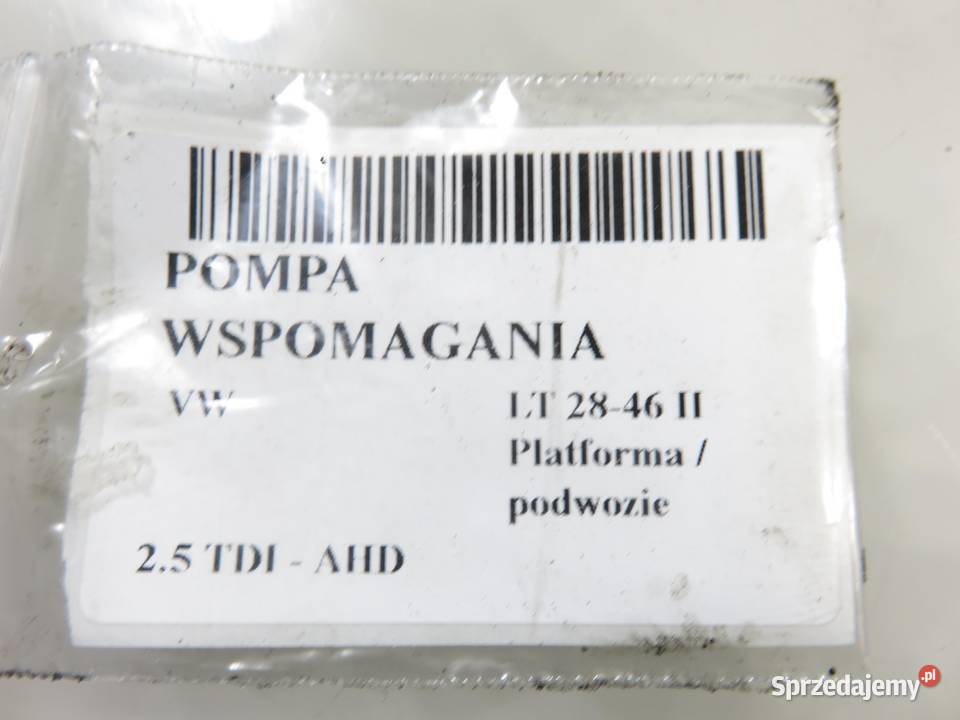 POMPA
WSPOMAGANIA
VW LT 28-46 II
Platforma /
podwozie
2.5 TDI - AHD
Sprzedajemy.pl